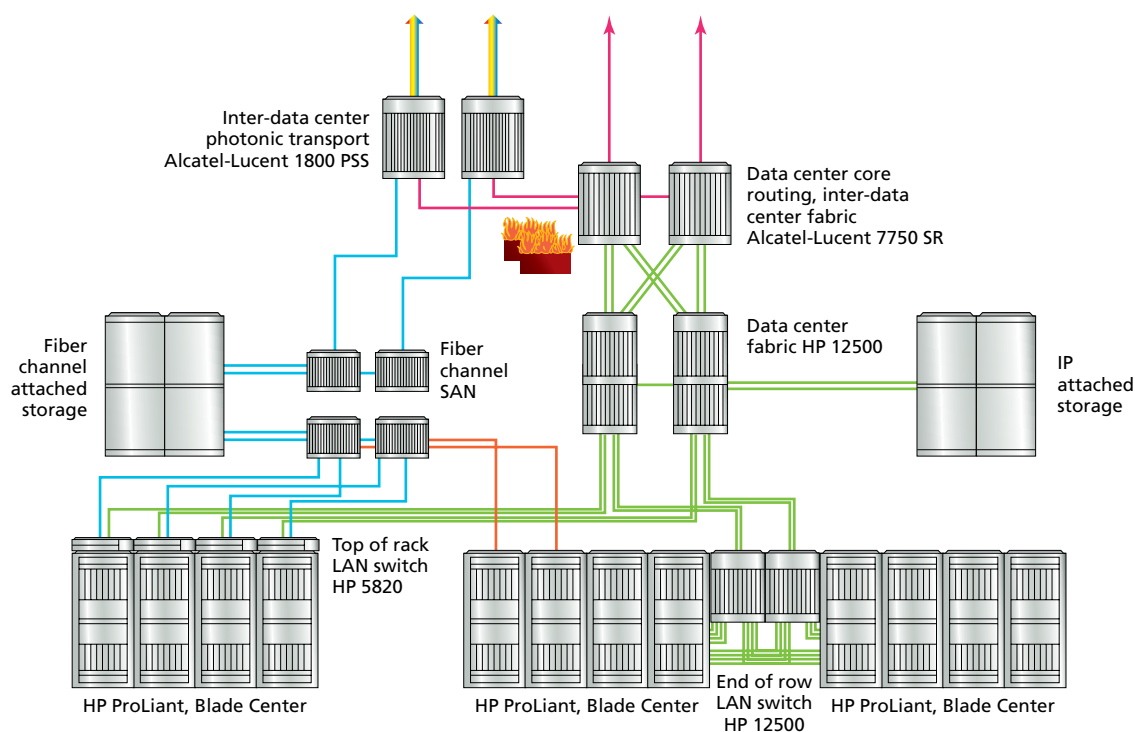 Inter-data center
photonic transport
Alcatel-Lucent 1800 PSS
Data center core
routing, inter-data
center fabric
Alcatel-Lucent 7750 SR
Fiber
channel
attached
storage
Fiber
channel
SAN
Data center
fabric HP 12500
IP
attached
storage
Top of rack
LAN switch
HP 5820
HP ProLiant, Blade Center
HP ProLiant, Blade Center
End of row
LAN switch
HP 12500
HP ProLiant, Blade Center